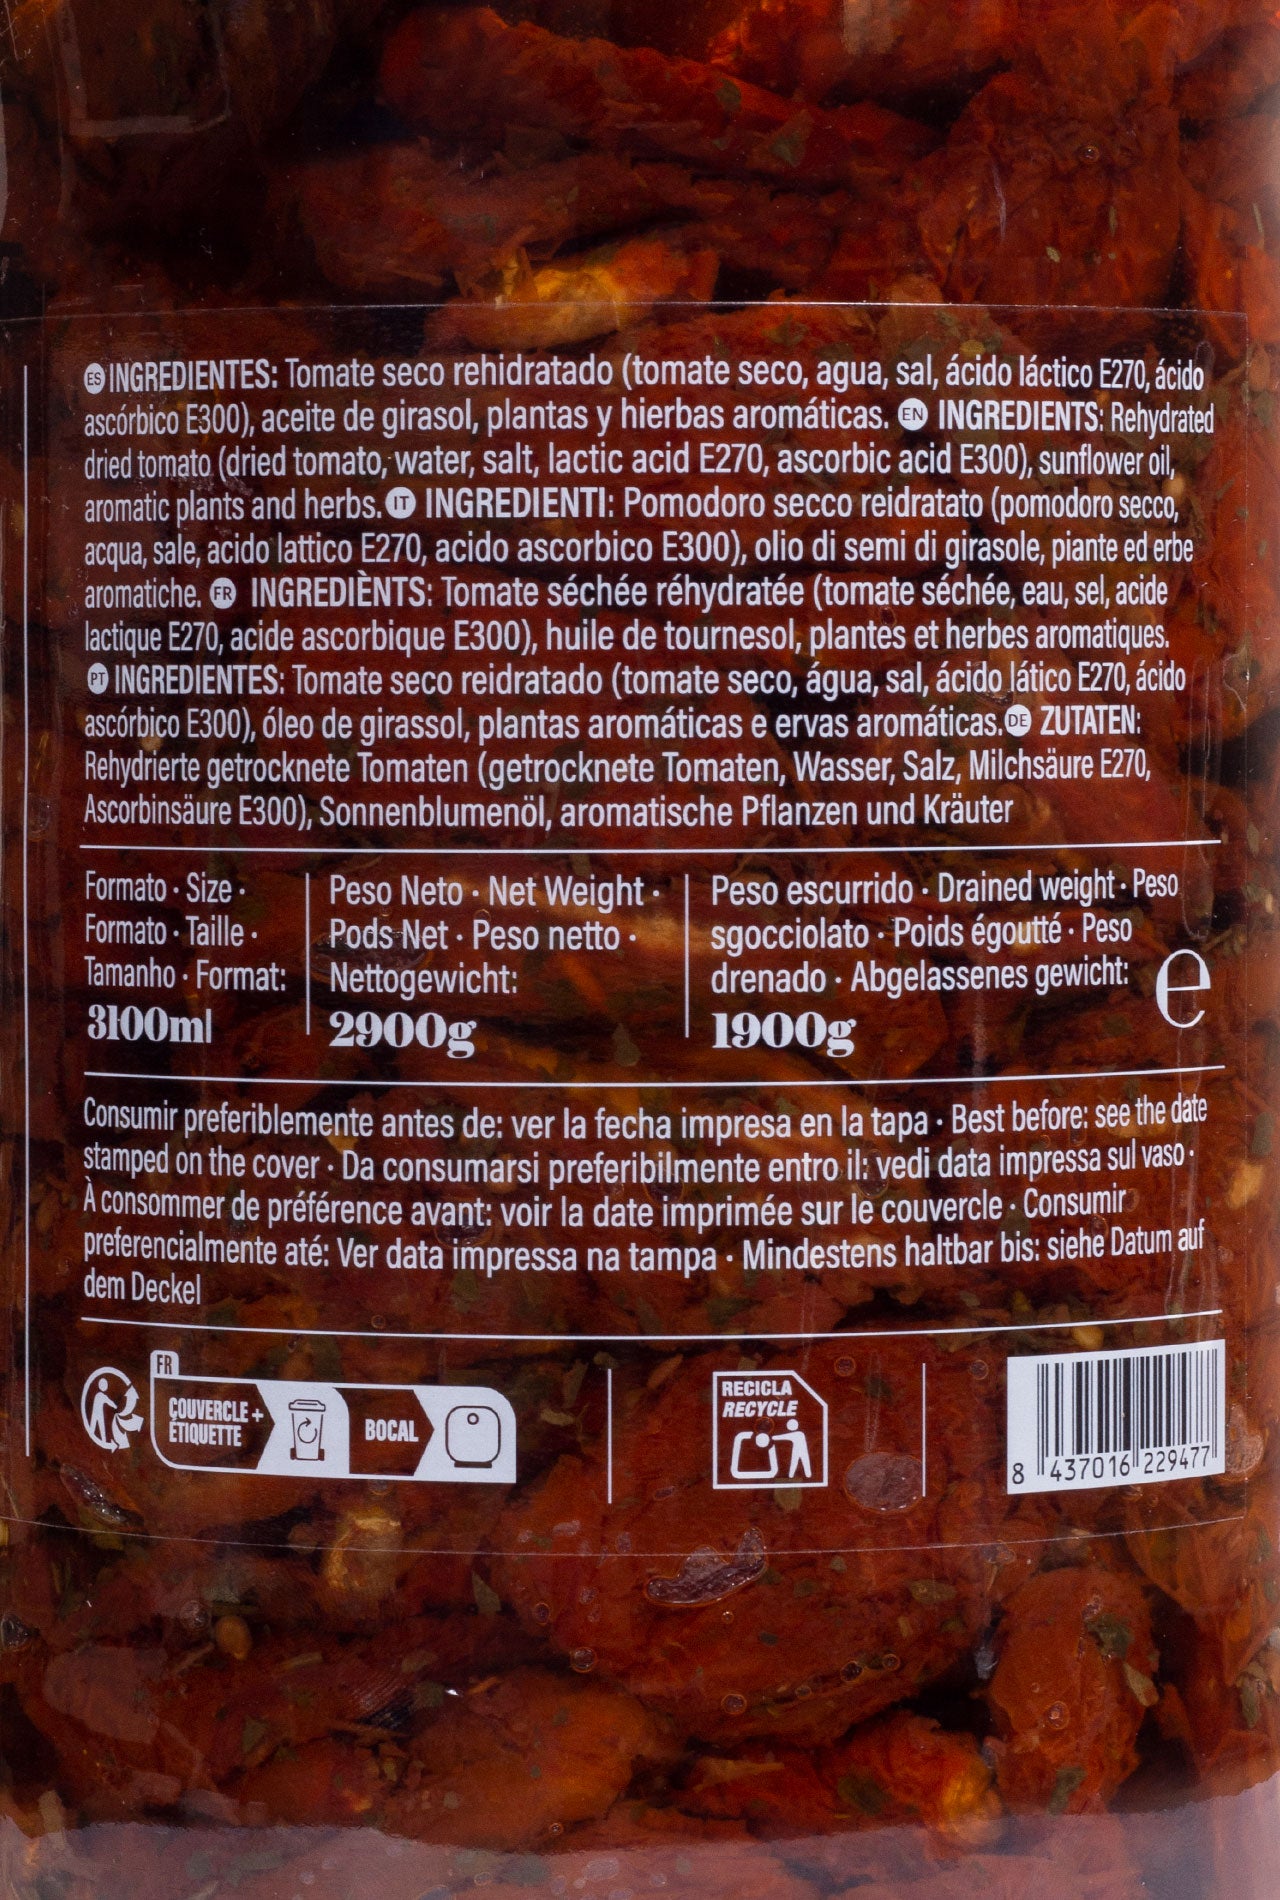 ES INGREDIENTES: Tomate seco rehidratado (tomate seco, agua, sal, ácido láctico E270, ácido
ascórbico E300), aceite de girasol, plantas y hierbas aromáticas. EN INGREDIENTS: Rehydrated
dried tomato (dried tomato, water, salt, lactic acid E270, ascorbic acid E300), sunflower oil,
aromatic plants and herbs. IT INGREDIENTI: Pomodoro secco reidratato (pomodoro secco,
acqua, sale, acido lattico E270, acido ascorbico E300), olio di semi di girasole, piante ed erbe
aromatiche. FR INGREDIÈNTS: Tomate séchée réhydratée (tomate séchée, eau, sel, acide
lactique E270, acide ascorbique E300), huile de tournesol, plantes et herbes aromatiques.
PT INGREDIENTES: Tomate seco reidratado (tomate seco, água, sal, ácido lático E270, ácido
ascórbico E300), óleo de girassol, plantas aromáticas e ervas aromáticas. DE ZUTATEN:
Rehydrierte getrocknete Tomaten (getrocknete Tomaten, Wasser, Salz, Milchsäure E270,
Ascorbinsäure E300), Sonnenblumenöl, aromatische Pflanzen und Kräuter
Formato · Size ·
Formato · Taille ·
Tamanho · Format:
3100ml
Peso Neto · Net Weight ·
Pods Net · Peso netto ·
Nettogewicht:
2900g
Peso escurrido · Drained weight · Peso
sgocciolato · Poids égoutté · Peso
drenado · Abgelassenes gewicht:
1900g
e
Consumir preferiblemente antes de: ver la fecha impresa en la tapa · Best before: see the date
stamped on the cover · Da consumarsi preferibilmente entro il: vedi data impressa sul vaso ·
À consommer de préférence avant: voir la date imprimée sur le couvercle · Consumir
preferencialmente até: Ver data impressa na tampa · Mindestens haltbar bis: siehe Datum auf
dem Deckel
FR
COUVERCLE +
ÉTIQUETTE
BOCAL
RECICLA
RECYCLE
8 437016 229477